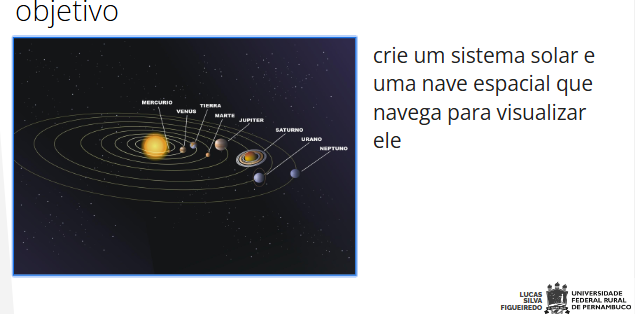 objetivo
crie um sistema solar e
uma nave espacial que
navega para visualizar
ele
MERCURIO
VENUS
TIERRA
MARTE
JUPITER
SATURNO
URANO
NEPTUNO
LUCAS
SILVA
FIGUEIREDO
UNIVERSIDADE
FEDERAL RURAL
DE PERNAMBUCO